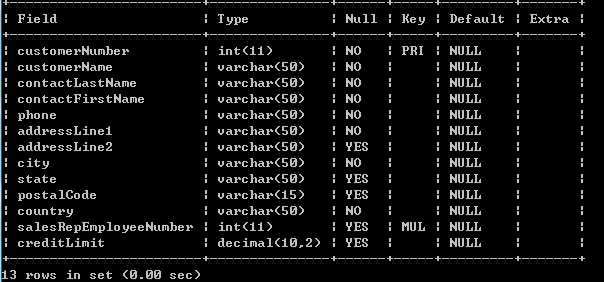 Field | Type | Null | Key | Default | Extra
customerNumber | int(11) | NO | PRI | NULL | |
customerName | varchar(50) | NO | | NULL | |
contactLastName | varchar(50) | NO | | NULL | |
contactFirstName | varchar(50) | NO | | NULL | |
phone | varchar(50) | NO | | NULL | |
addressLine1 | varchar(50) | NO | | NULL | |
addressLine2 | varchar(50) | YES | | NULL | |
city | varchar(50) | NO | | NULL | |
state | varchar(50) | YES | | NULL | |
postalCode | varchar(15) | YES | | NULL | |
country | varchar(50) | NO | | NULL | |
salesRepEmployeeNumber | int(11) | YES | MUL | NULL | |
creditLimit | decimal(10,2) | YES | | NULL | |
13 rows in set (0.00 sec)